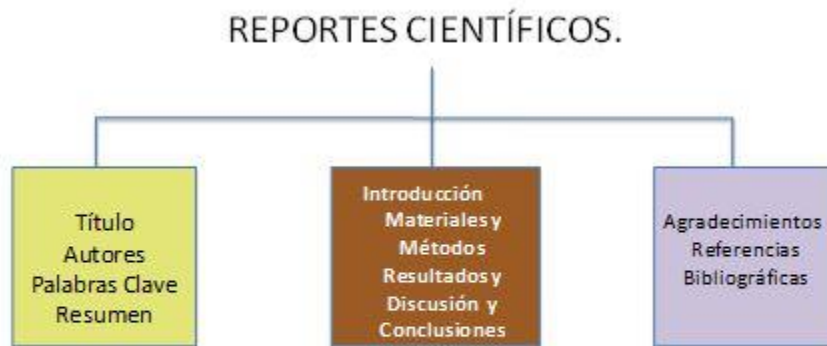 REPORTES CIENTÍFICOS.
Título
Autores
Palabras Clave
Resumen
Introducción
Materiales y
Métodos
Resultados y
Discusión y
Conclusiones
Agradecimientos
Referencias
Bibliográficas